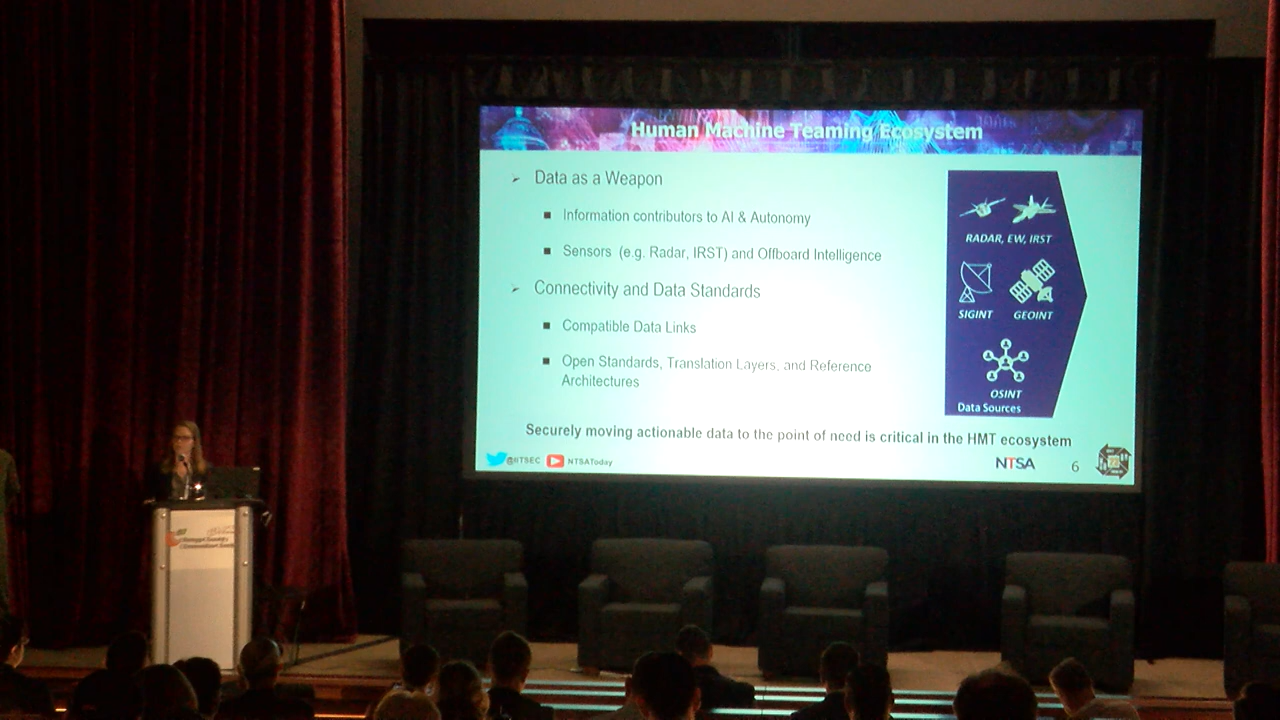 Human Machine Teaming Ecosystem
Data as a Weapon
Information contributors to AI & Autonomy
Sensors (e.g. Radar, IRST) and Offboard Intelligence
Connectivity and Data Standards
Compatible Data Links
Open Standards, Translation Layers, and Reference
Architectures
RADAR, EW, IRST
SIGINT GEOINT
OSINT
Data Sources
Securely moving actionable data to the point of need is critical in the HMT ecosystem
@IITSEC NTSAToday
NTSA 6